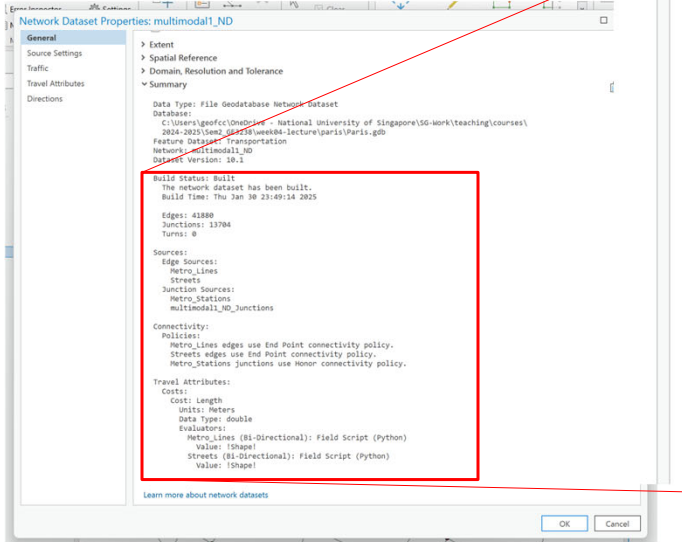 Error Inspector
Clear
Network Dataset Properties: multimodal1_ND
General
Source Settings
Traffic
Travel Attributes
Directions
> Extent
> Spatial Reference
> Domain, Resolution and Tolerance
Summary
Data Type: File Geodatabase Network Dataset
Database:
C:\Users\geofcc\OneDrive - National University of Singapore\SG-Work\teaching\courses\
2024-2025\Sem2_GE3238\week04-lecture\paris\Paris.gdb
Feature Dataset: Transportation
Network: multimodal1_ND
Dataset Version: 10.1
Build Status: Built
The network dataset has been built.
Build Time: Thu Jan 30 23:49:14 2025
Edges: 41880
Junctions: 13704
Turns: 0
Sources:
Edge Sources:
Metro_Lines
Streets
Junction Sources:
Metro_Stations
multimodal1_ND_Junctions
Connectivity:
Policies:
Metro_Lines edges use End Point connectivity policy.
Streets edges use End Point connectivity policy.
Metro_Stations junctions use Honor connectivity policy.
Travel Attributes:
Costs:
Cost: Length
Units: Meters
Data Type: double
Evaluators:
Metro_Lines (Bi-Directional): Field Script (Python)
Value: !Shape!
Streets (Bi-Directional): Field Script (Python)
Value: !Shape!
Learn more about network datasets
OK
Cancel